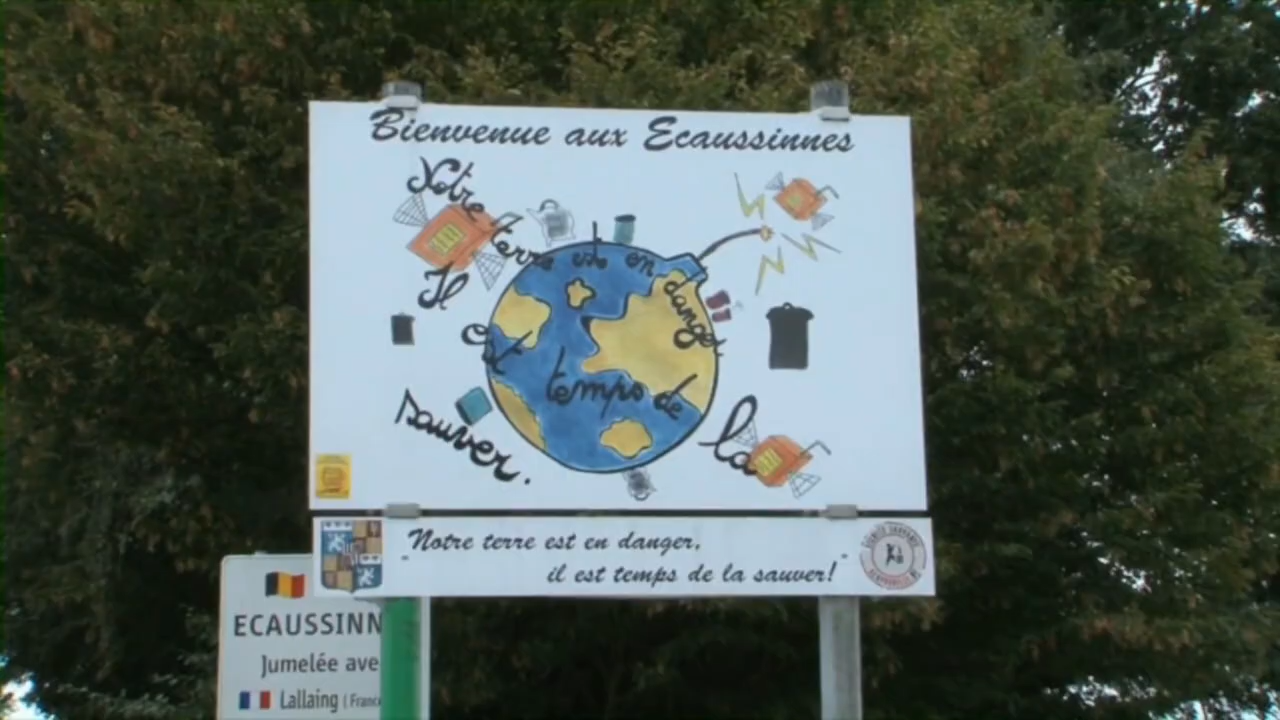 Bienvenue aux Ecaussinnes
Notre terre est en danger
Il est temps de la
sauver.
"Notre terre est en danger,
il est temps de la sauver!"
ECAUSSINN
Jumelée ave
Lallaing (Franc